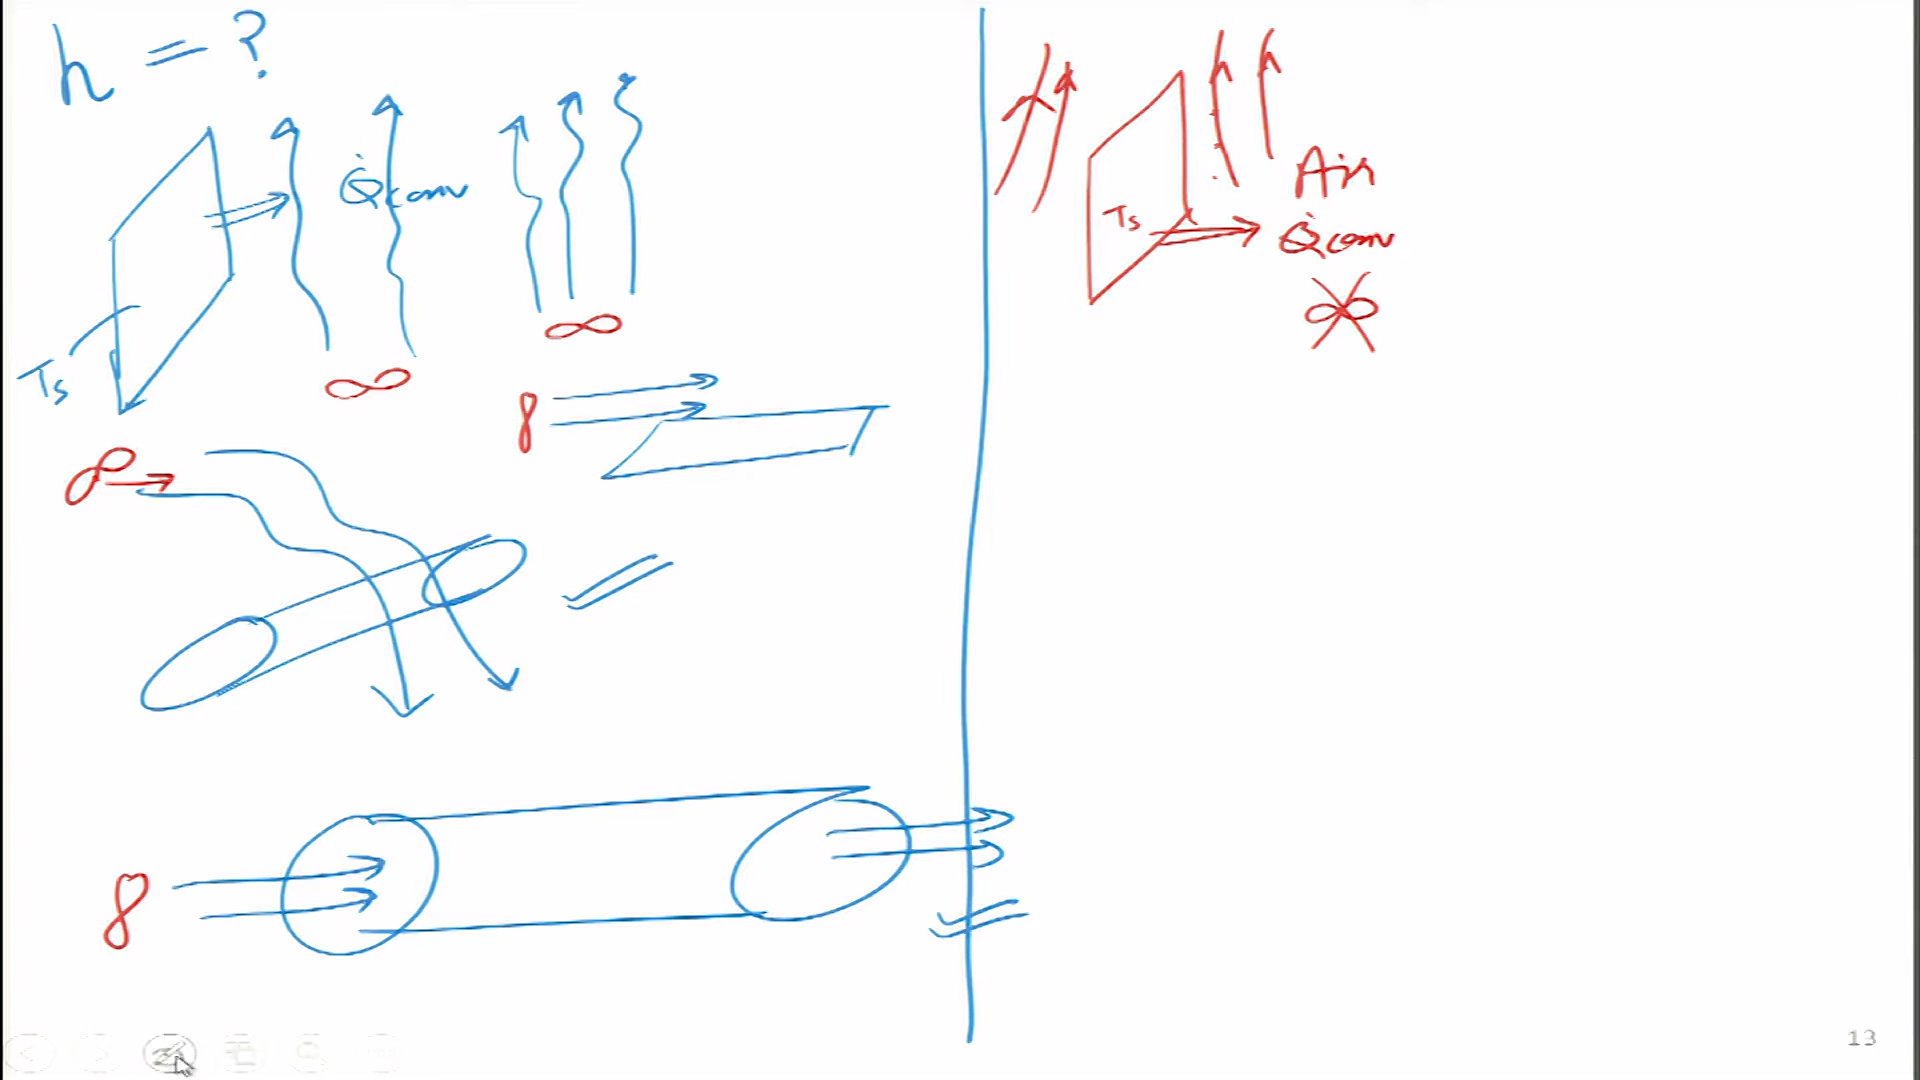 h = ?
Q̇conv
Ts
Air
Ts
Q̇conv
13